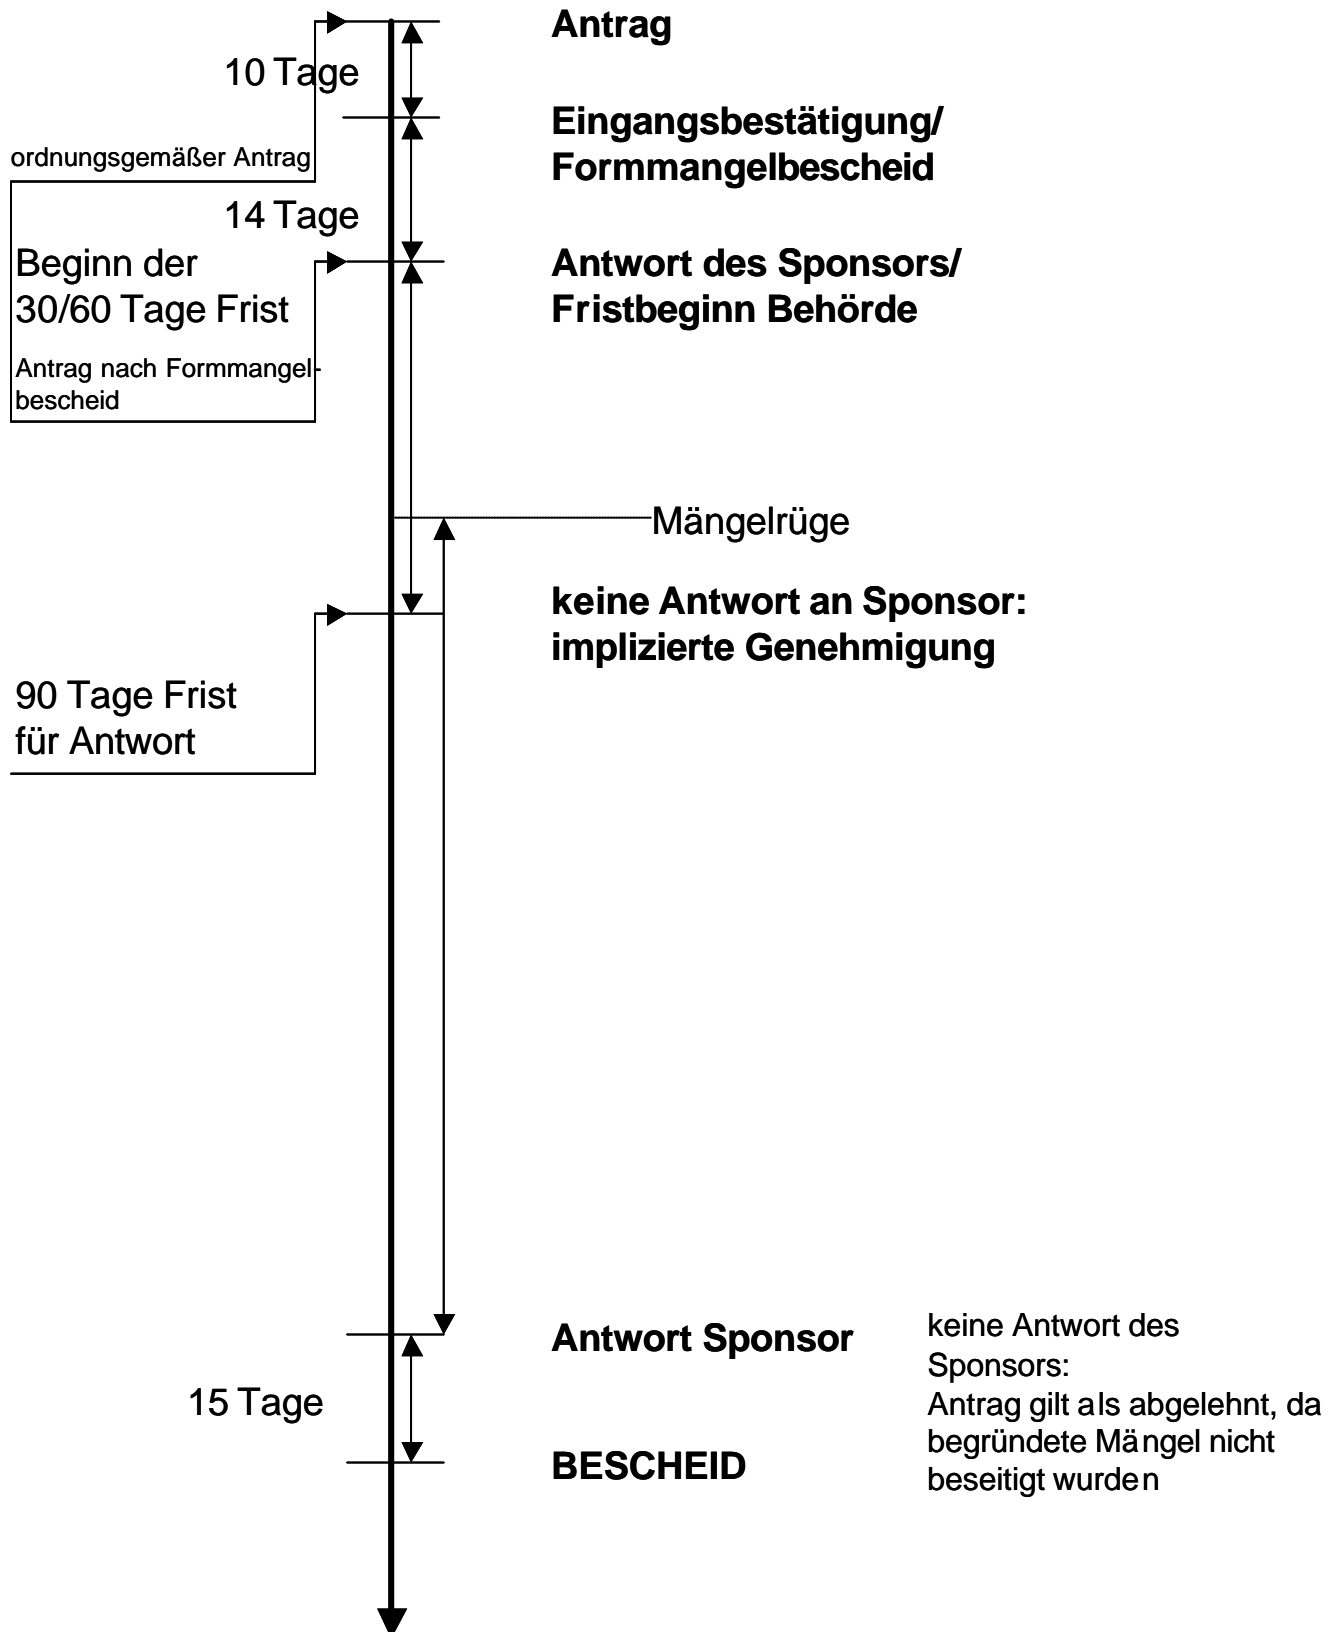 Antrag
10 Tage
Eingangsbestätigung/
Formmangelbescheid
ordnungsgemäßer Antrag
14 Tage
Beginn der
30/60 Tage Frist
Antwort des Sponsors/
Fristbeginn Behörde
Antrag nach Formmangel-
bescheid
Mängelrüge
keine Antwort an Sponsor:
implizierte Genehmigung
90 Tage Frist
für Antwort
Antwort Sponsor
keine Antwort des
Sponsors:
Antrag gilt als abgelehnt, da
begründete Mängel nicht
beseitigt wurden
15 Tage
BESCHEID